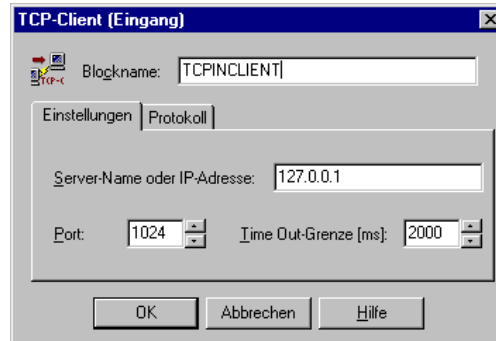 TCP-Client (Eingang)
TCP-C
Blockname: TCPINCLIENT
Einstellungen Protokoll
Server-Name oder IP-Adresse: 127.0.0.1
Port: 1024 Time Out-Grenze [ms]: 2000
OK Abbrechen Hilfe